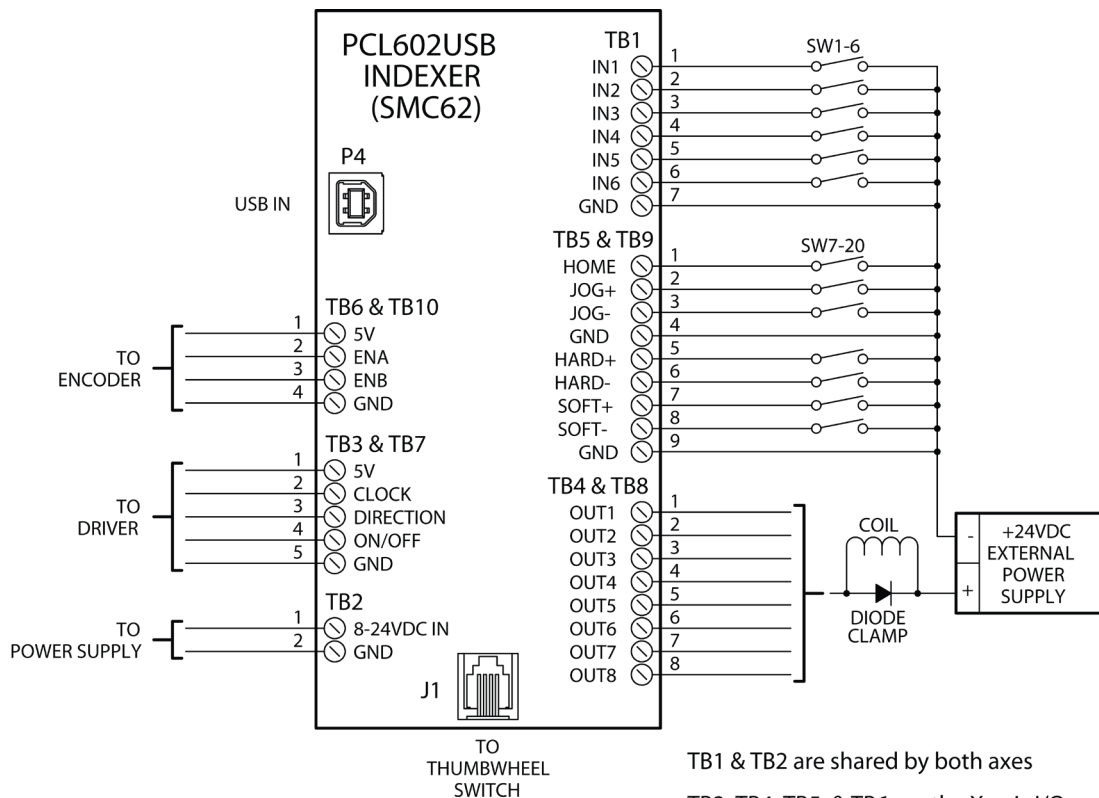 PCL602USB
INDEXER
(SMC62)
P4
USB IN
TB6 & TB10
1 5V
2 ENA
3 ENB
4 GND
TO
ENCODER
TB3 & TB7
1 5V
2 CLOCK
3 DIRECTION
4 ON/OFF
5 GND
TO
DRIVER
TB2
1 8-24VDC IN
2 GND
TO
POWER SUPPLY
J1
TO
THUMBWHEEL
SWITCH
TB1
IN1 1
IN2 2
IN3 3
IN4 4
IN5 5
IN6 6
GND 7
SW1-6
TB5 & TB9
HOME 1
JOG+ 2
JOG- 3
GND 4
HARD+ 5
HARD- 6
SOFT+ 7
SOFT- 8
GND 9
SW7-20
TB4 & TB8
OUT1 1
OUT2 2
OUT3 3
OUT4 4
OUT5 5
OUT6 6
OUT7 7
OUT8 8
COIL
DIODE
CLAMP
-
+
+24VDC
EXTERNAL
POWER
SUPPLY
TB1 & TB2 are shared by both axes